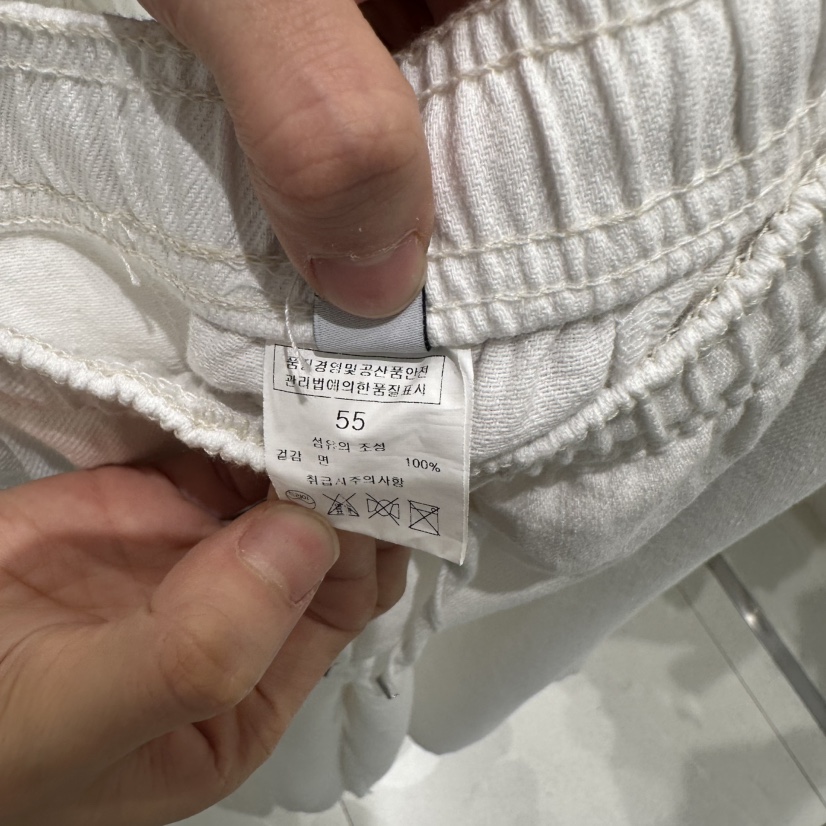 품질경영및공산품안전
관리법에의한품질표시
55
섬유의 조성
겉감 면 100%
취급시주의사항